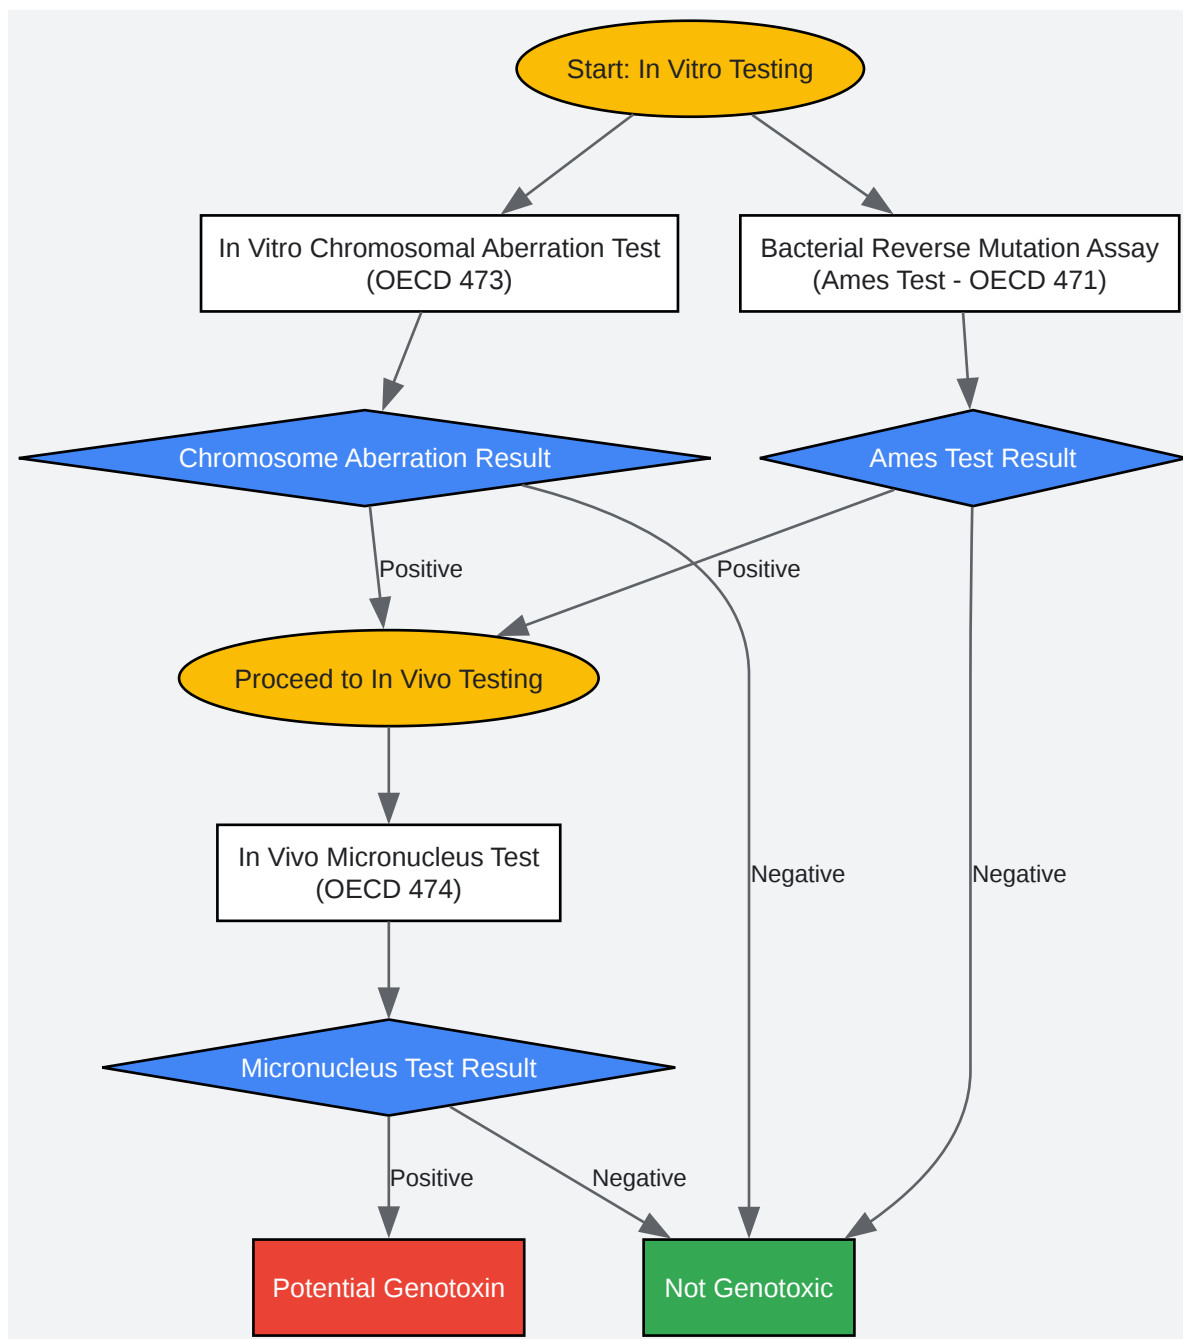 Start: In Vitro Testing
In Vitro Chromosomal Aberration Test
(OECD 473)
Bacterial Reverse Mutation Assay
(Ames Test - OECD 471)
Chromosome Aberration Result
Ames Test Result
Positive
Positive
Proceed to In Vivo Testing
In Vivo Micronucleus Test
(OECD 474)
Negative
Negative
Micronucleus Test Result
Positive
Negative
Potential Genotoxin
Not Genotoxic